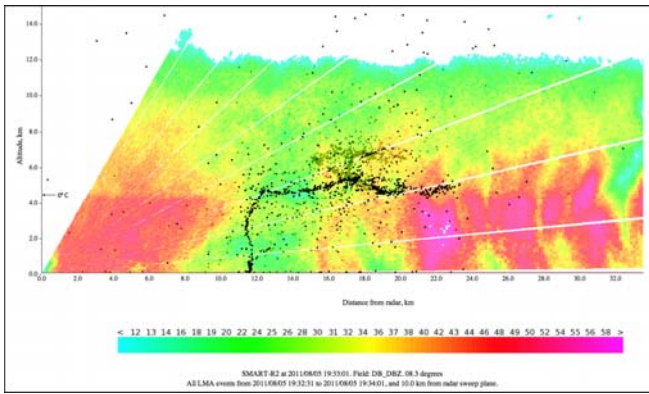 14.0
12.0
10.0
8.0
6.0
4.0
2.0
0.0
Altitude, km
0° C
0.0 2.0 4.0 6.0 8.0 10.0 12.0 14.0 16.0 18.0 20.0 22.0 24.0 26.0 28.0 30.0 32.0
Distance from radar, km
< 12 13 14 16 18 20 22 24 26 28 30 32 34 36 37 38 40 43 44 46 48 49 50 52 53 55 56 58 >
SMART-R2 at 2011/08/05 19:33:01. Field: DB_DBZ. 08.3 degrees
All LMA events from 2011/08/05 19:32:31 to 2011/08/05 19:34:01, and 10.0 km from radar sweep plane.